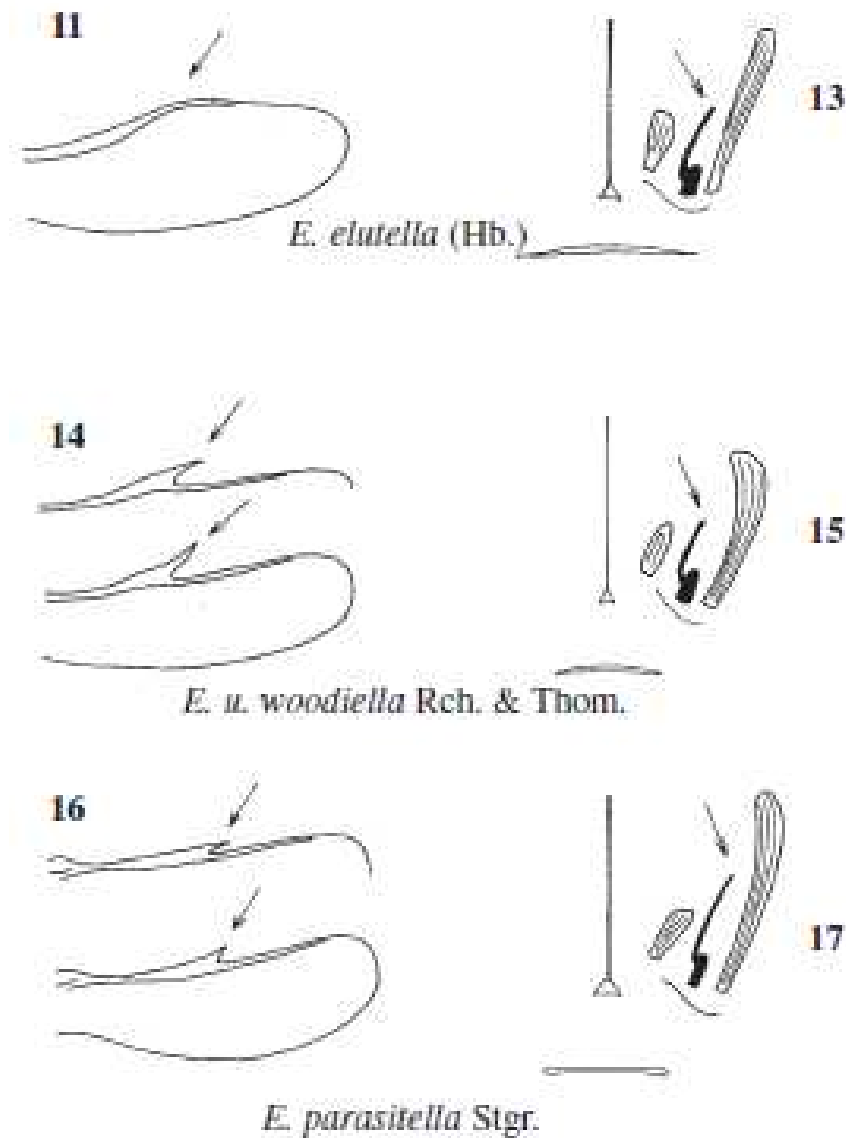 11
13
E. elutella (Hb.)
14
15
E. u. woodiella Rch. & Thom.
16
17
E. parasitella Stgr.